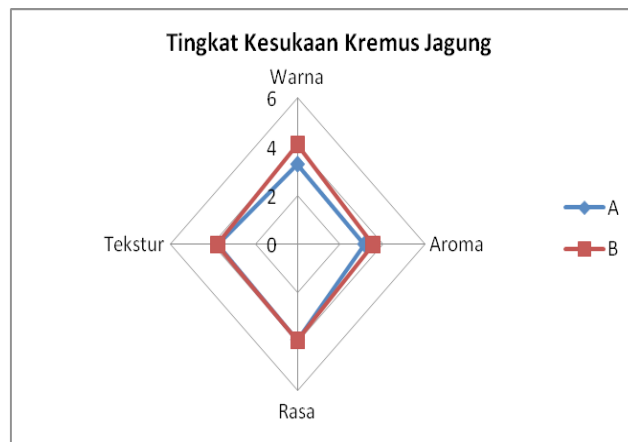 Tingkat Kesukaan Kremus Jagung
Warna
6
4
2
Tekstur
0
Aroma
Rasa
A
B